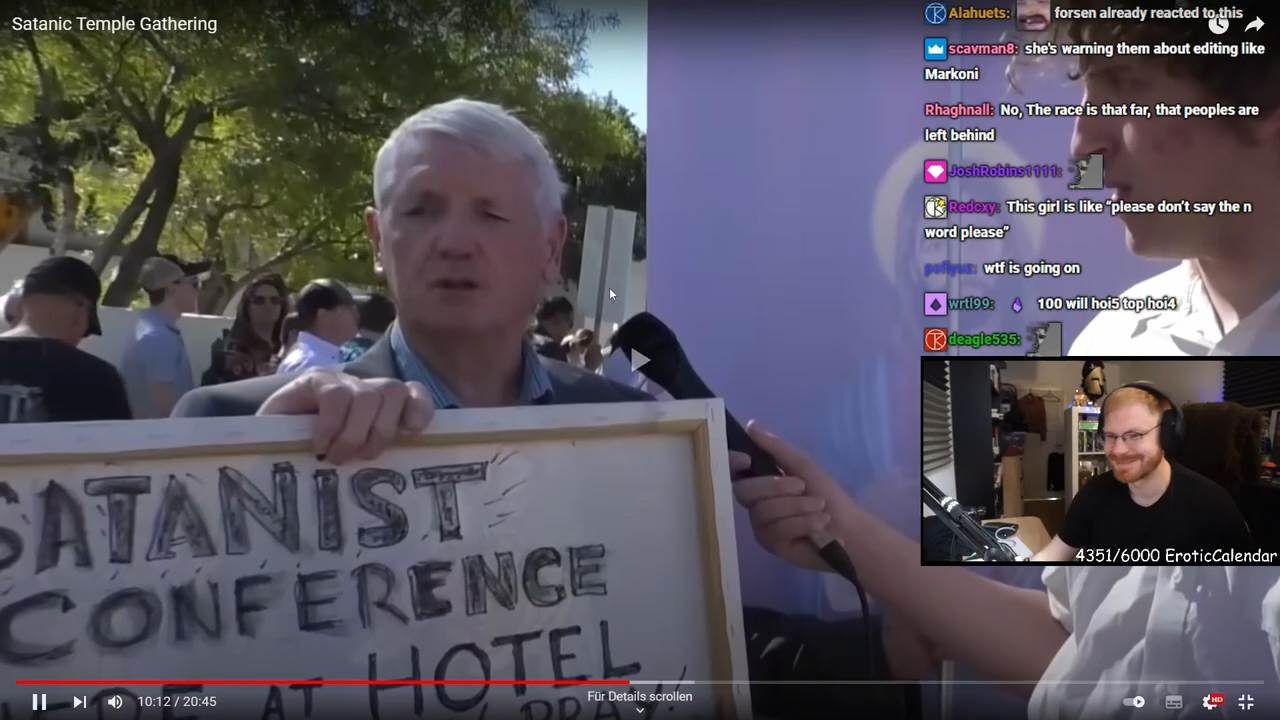 Satanic Temple Gathering
Alahuets: forsen already reacted to this
scavman8: she's warning them about editing like
Markoni
Rhaghnall: No, The race is that far, that peoples are
left behind
JoshRobins1111:
Redcxy: This girl is like “please don't say the n
word please”
wtf is going on
wrtl99: 100 will hoi5 top hoi4
deagle535:
4351/6000 EroticCalendar
SATANIST
CONFERENCE
AT HOTEL
PRAY!
10:12 / 20:45
Für Details scrollen
HD